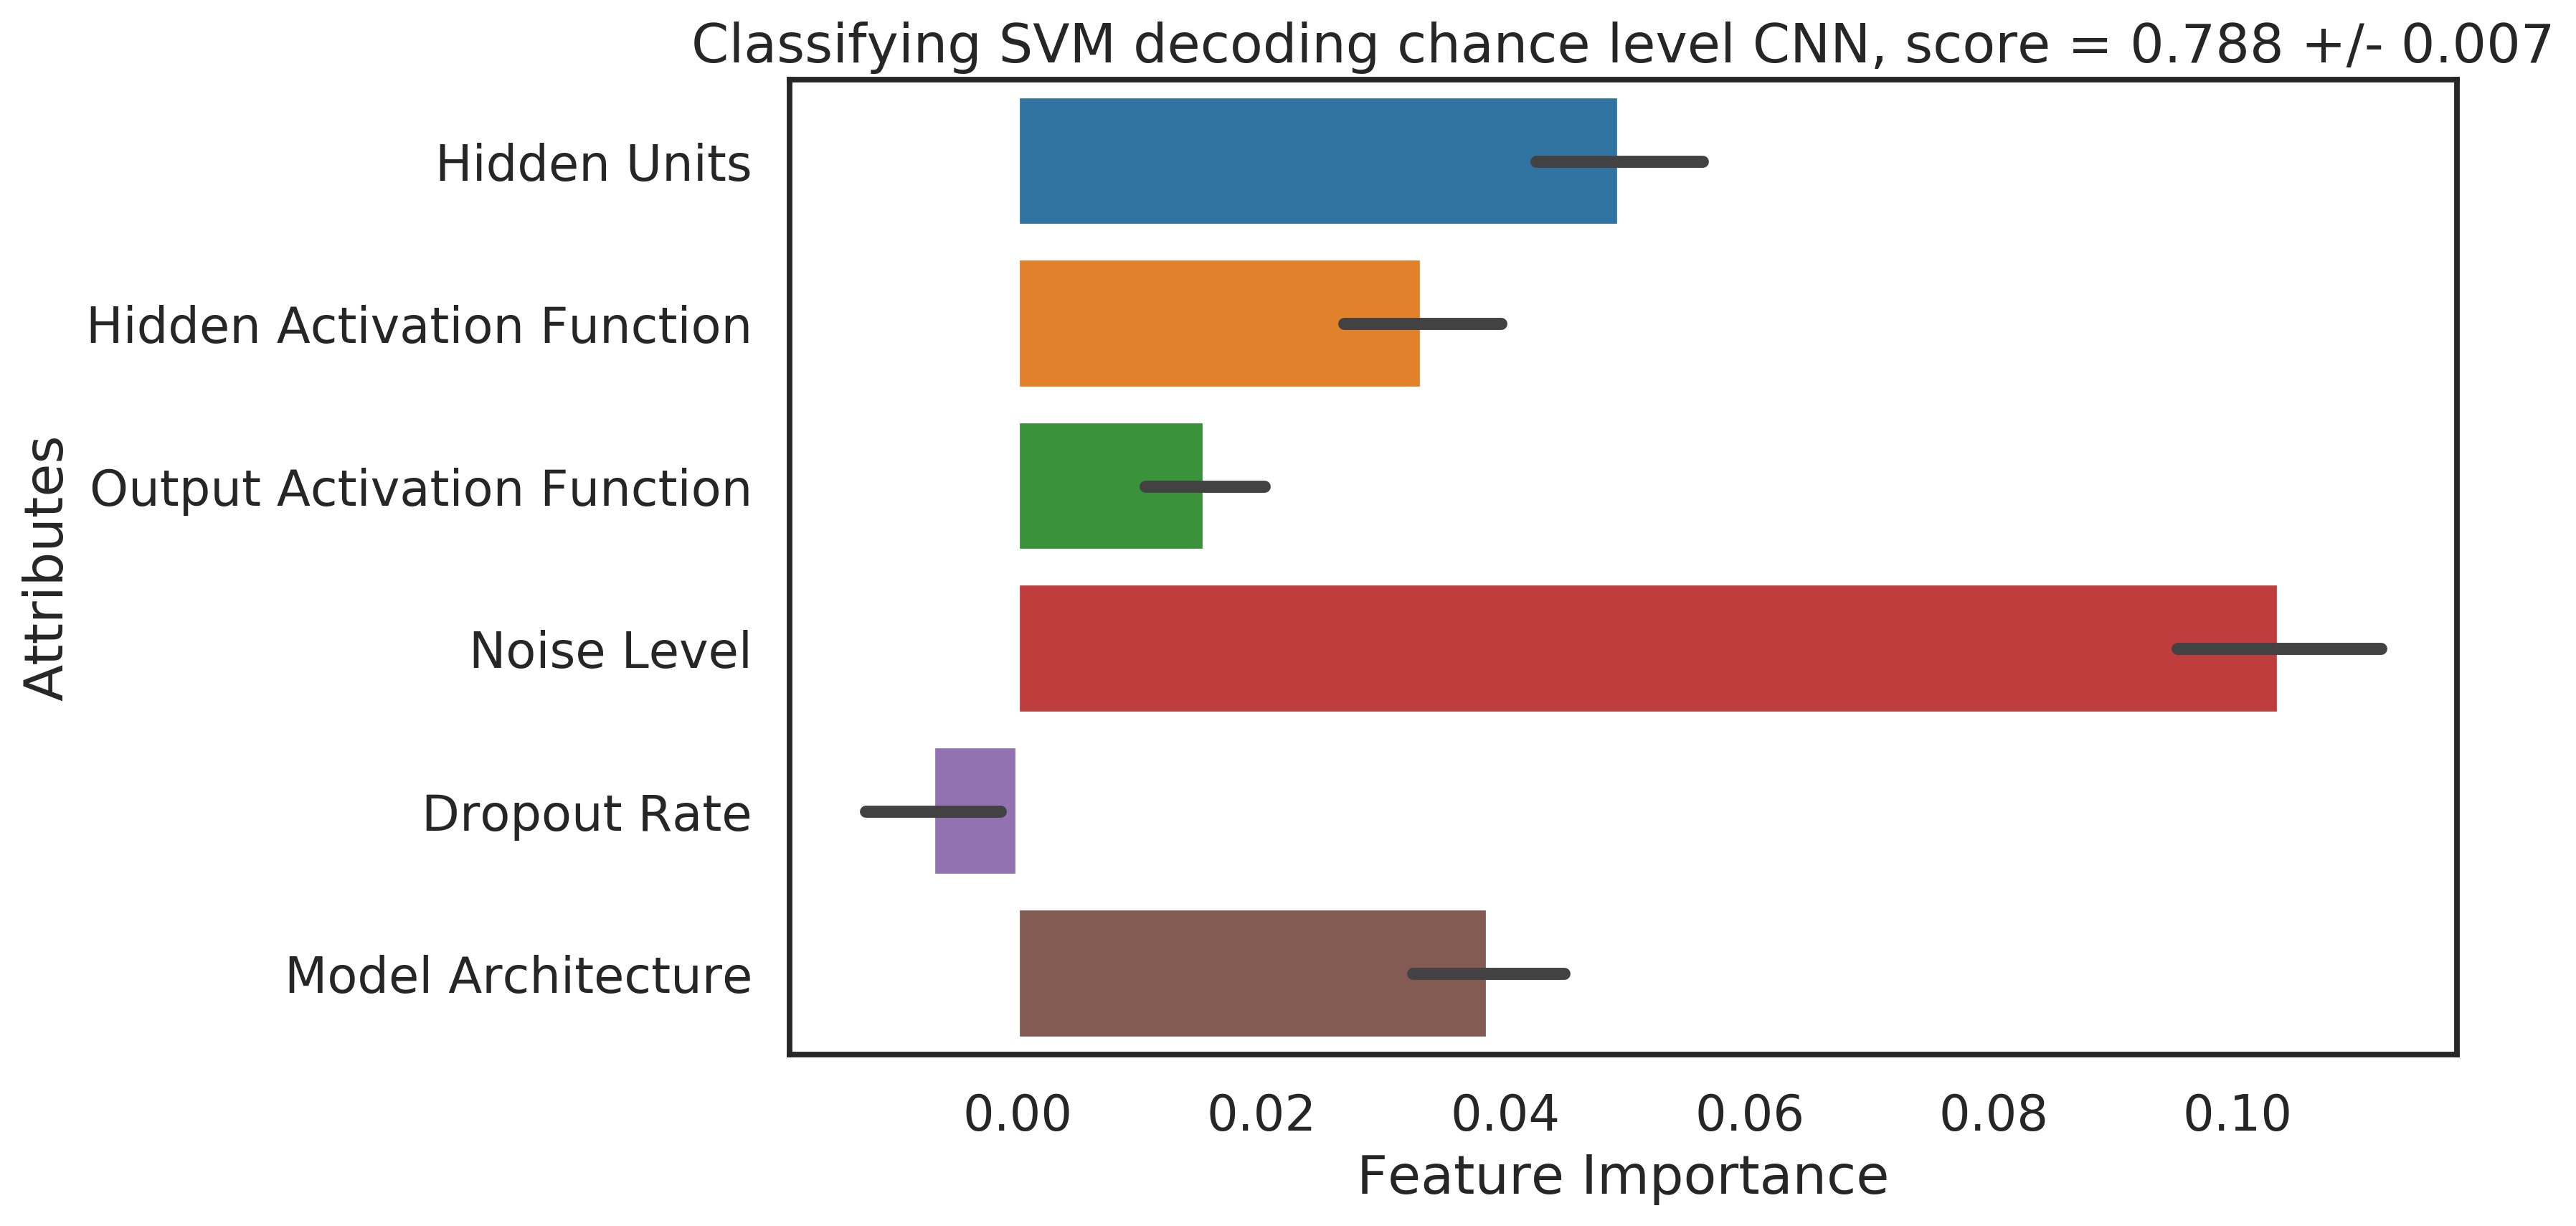 Classifying SVM decoding chance level CNN, score = 0.788 +/- 0.007
Attributes
Hidden Units
Hidden Activation Function
Output Activation Function
Noise Level
Dropout Rate
Model Architecture
0.00 0.02 0.04 0.06 0.08 0.10
Feature Importance